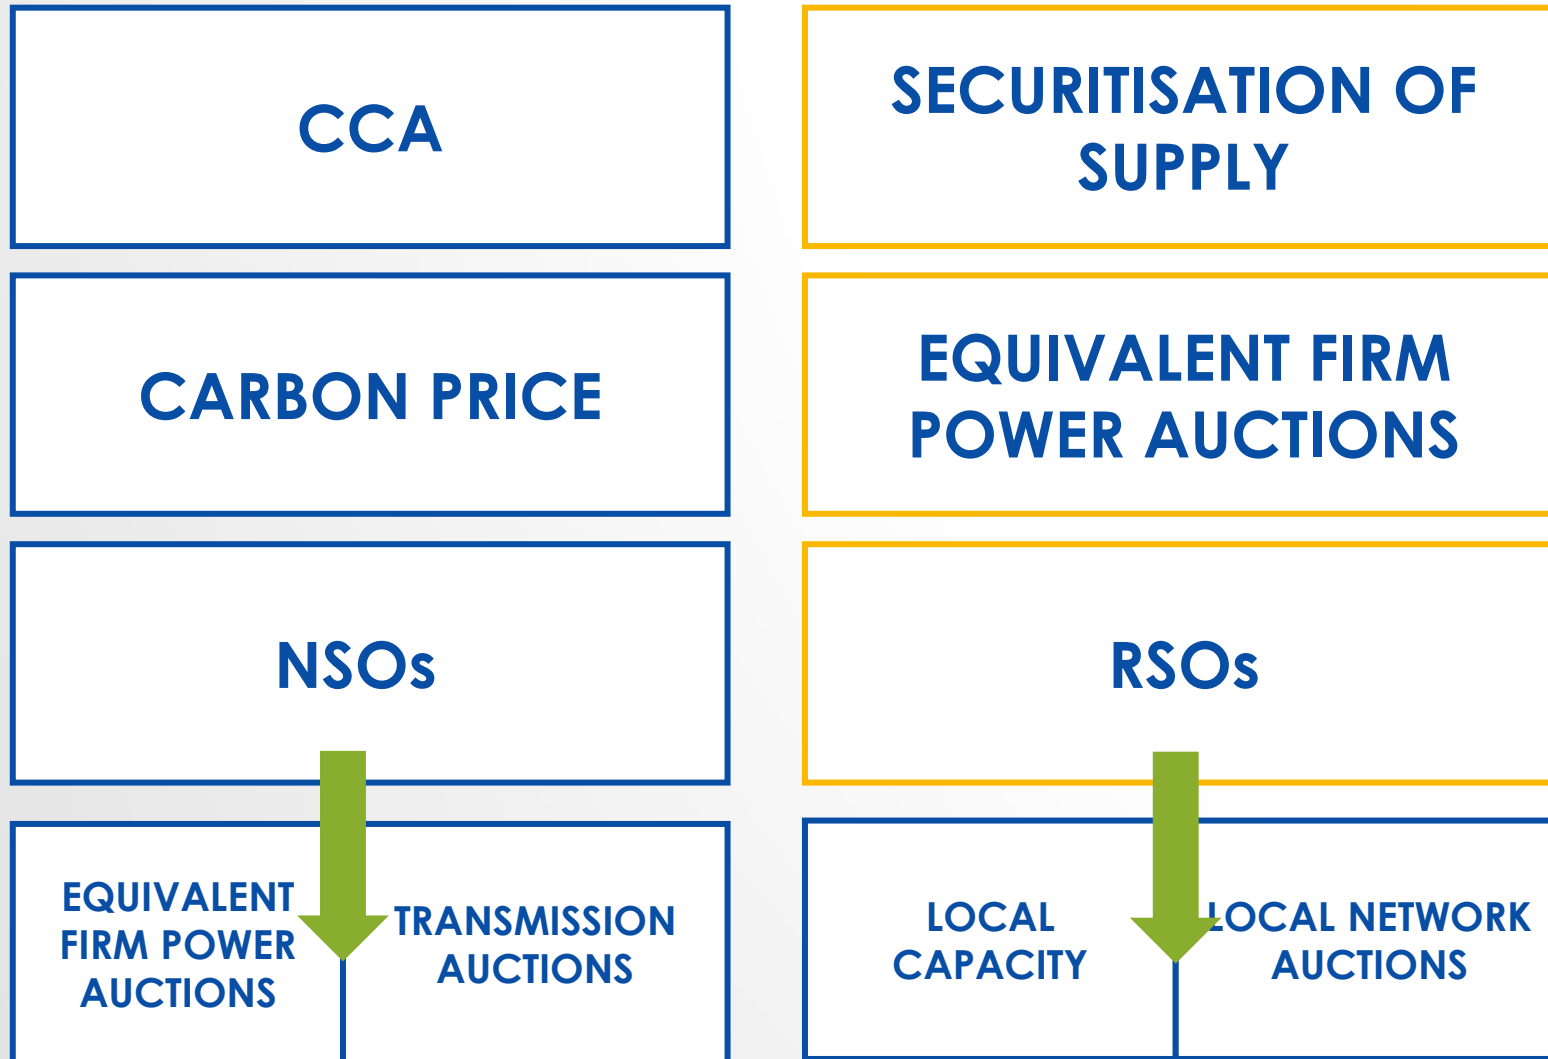 CCA
SECURITISATION OF
SUPPLY
CARBON PRICE
EQUIVALENT FIRM
POWER AUCTIONS
NSOs
RSOs
EQUIVALENT
FIRM POWER
AUCTIONS
TRANSMISSION
AUCTIONS
LOCAL
CAPACITY
LOCAL NETWORK
AUCTIONS